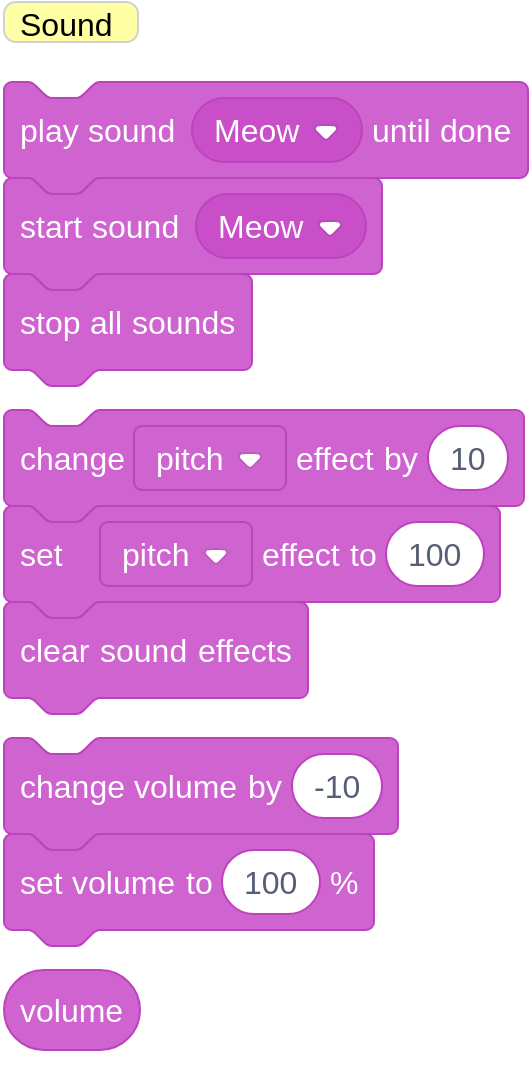 Sound
play sound Meow until done
start sound Meow
stop all sounds
change pitch effect by 10
set pitch effect to 100
clear sound effects
change volume by -10
set volume to 100 %
volume